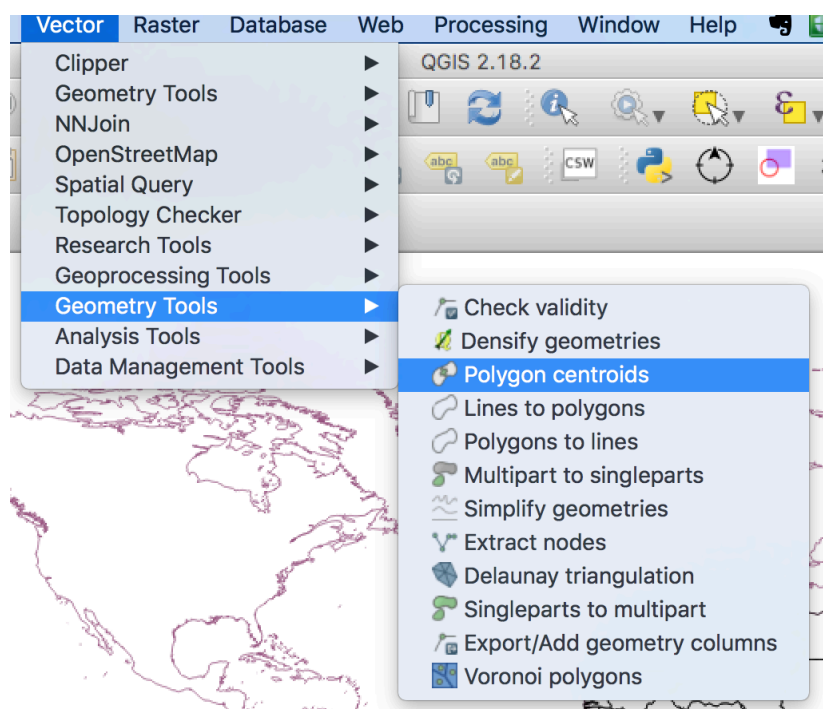 Vector Raster Database Web Processing Window Help
QGIS 2.18.2
Clipper
Geometry Tools
NNJoin
OpenStreetMap
Spatial Query
Topology Checker
Research Tools
Geoprocessing Tools
Geometry Tools
Analysis Tools
Data Management Tools
abc abc CSW
Check validity
Densify geometries
Polygon centroids
Lines to polygons
Polygons to lines
Multipart to singleparts
Simplify geometries
Extract nodes
Delaunay triangulation
Singleparts to multipart
Export/Add geometry columns
Voronoi polygons